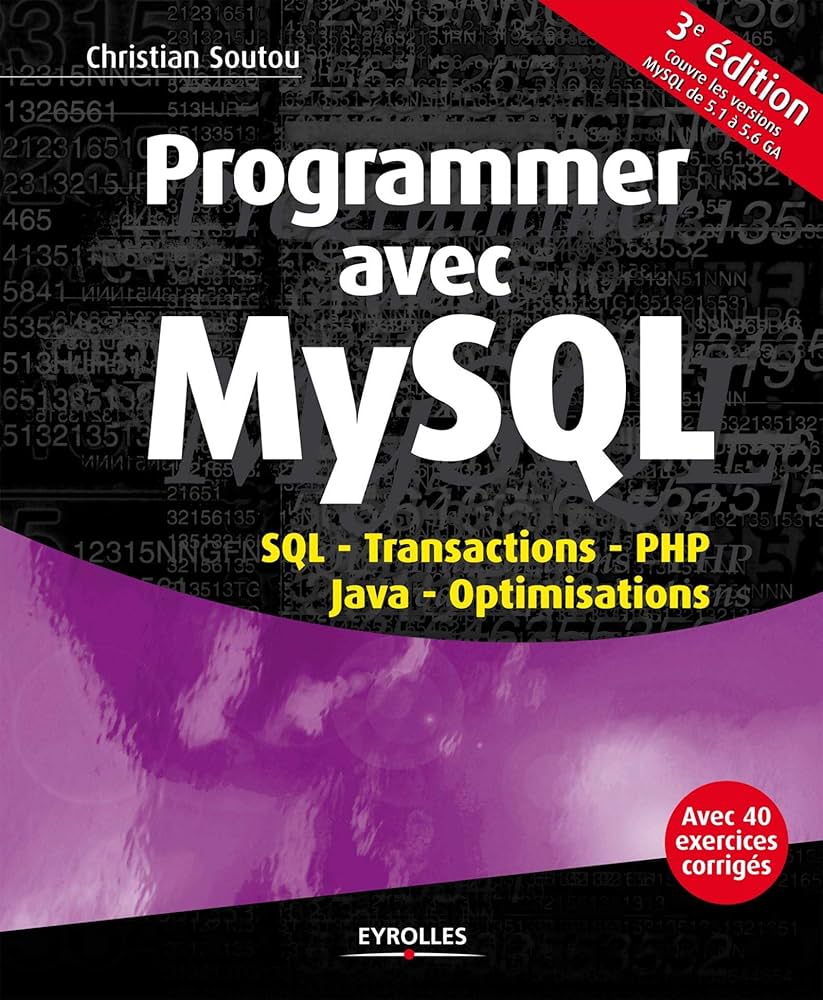 Christian Soutou
3e édition
Couvre les versions
MySQL de 5.1 à 5.6 GA
Programmer
avec
MySQL
SQL - Transactions - PHP
Java - Optimisations
Avec 40
exercices
corrigés
EYROLLES